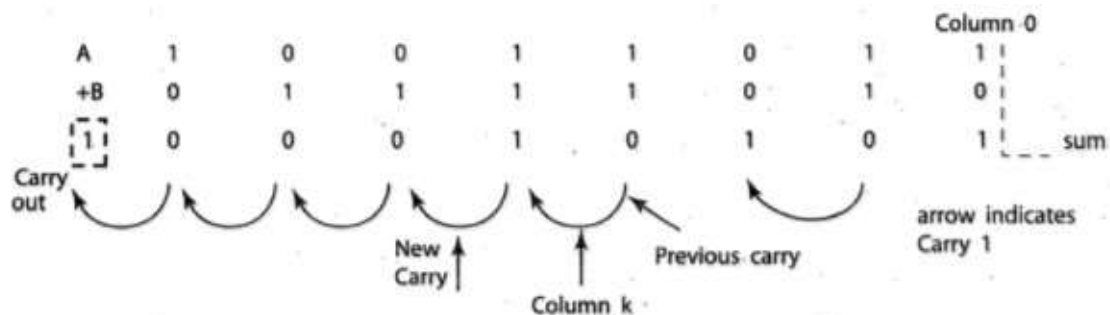 Column 0
A 1 0 0 1 1 0 1 1
+B 0 1 1 1 1 0 1 0
1 0 0 0 1 0 1 0 1 sum
Carry out
arrow indicates Carry 1
New Carry
Previous carry
Column k